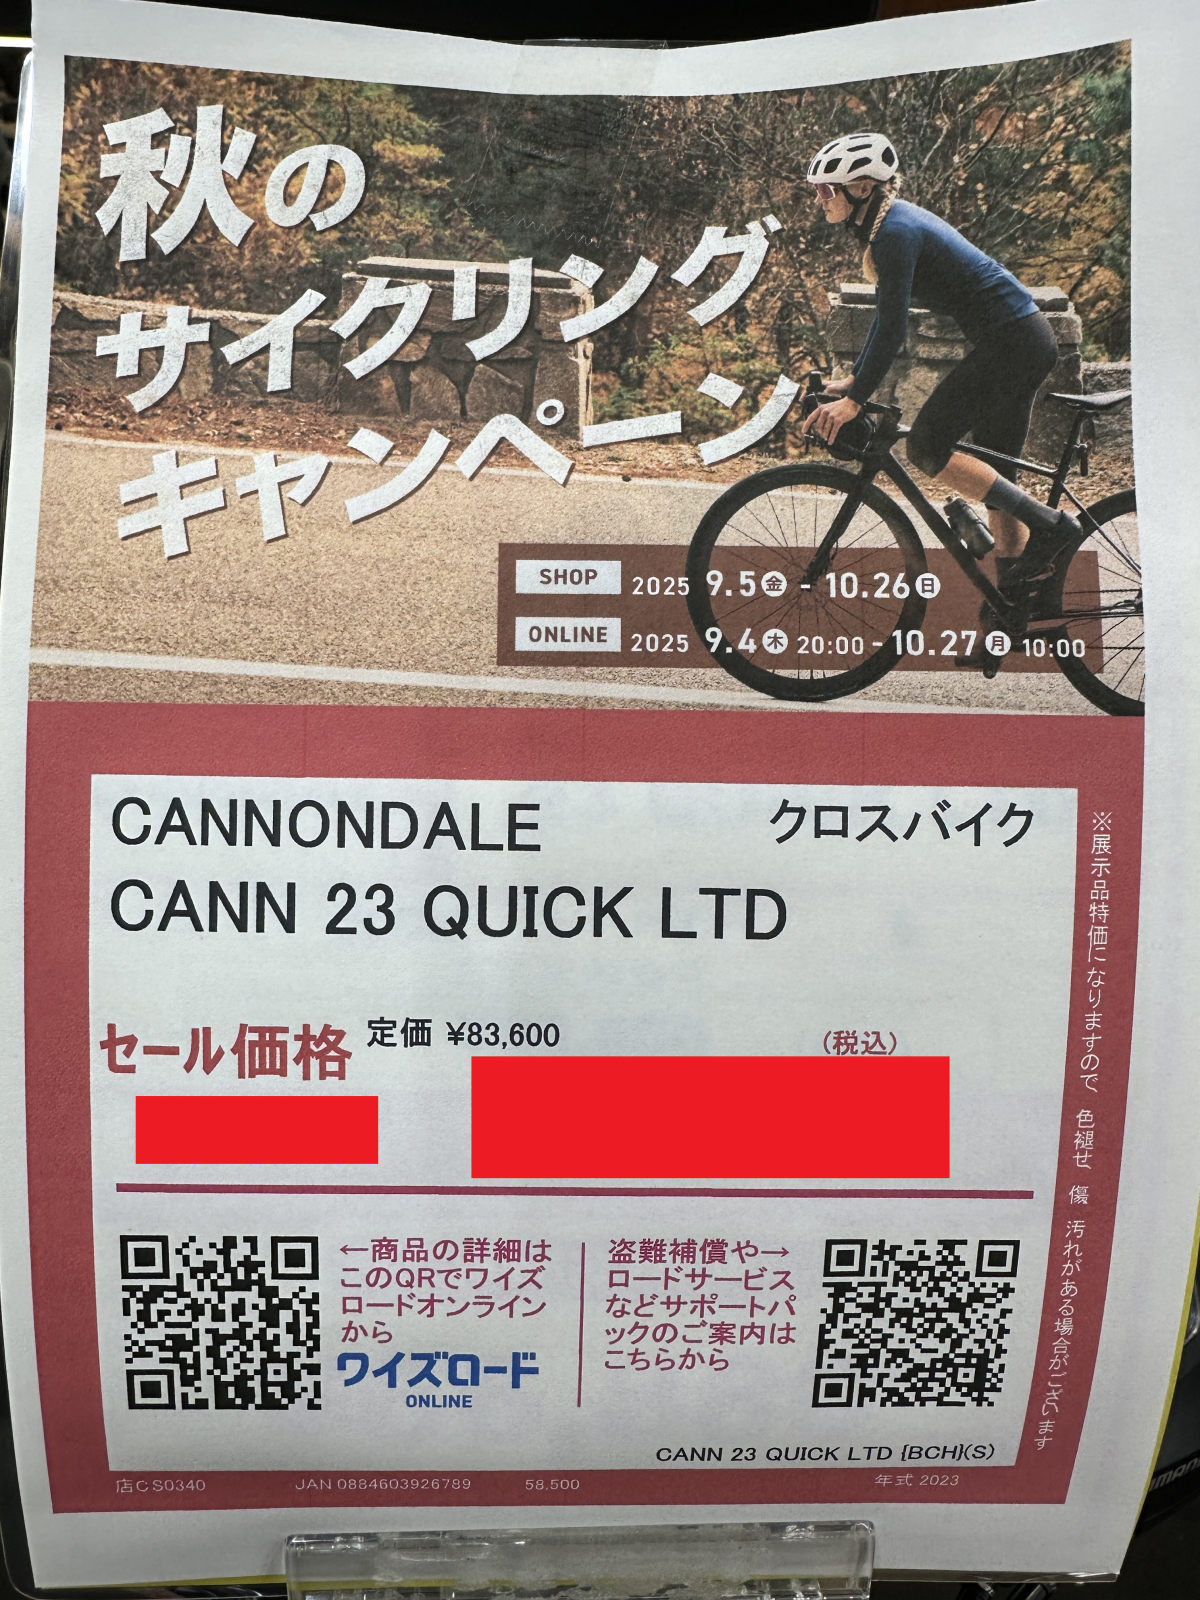 秋の
サイクリング
キャンペーン
SHOP 2025 9.5金 - 10.26日
ONLINE 2025 9.4木 20:00 - 10.27月 10:00
CANNONDALE クロスバイク
CANN 23 QUICK LTD
セール価格 定価 ¥83,600 (税込)
←商品の詳細は
このQRでワイズ
ロードオンライン
から
ワイズロード
ONLINE
盗難補償や→
ロードサービス
などサポートパ
ックのご案内は
こちらから
CANN 23 QUICK LTD {BCH}(S)
店CS0340 JAN 0884603926789 58,500 年式 2023
※展示品特価になりますので、色褪せ、傷、汚れがある場合がございます